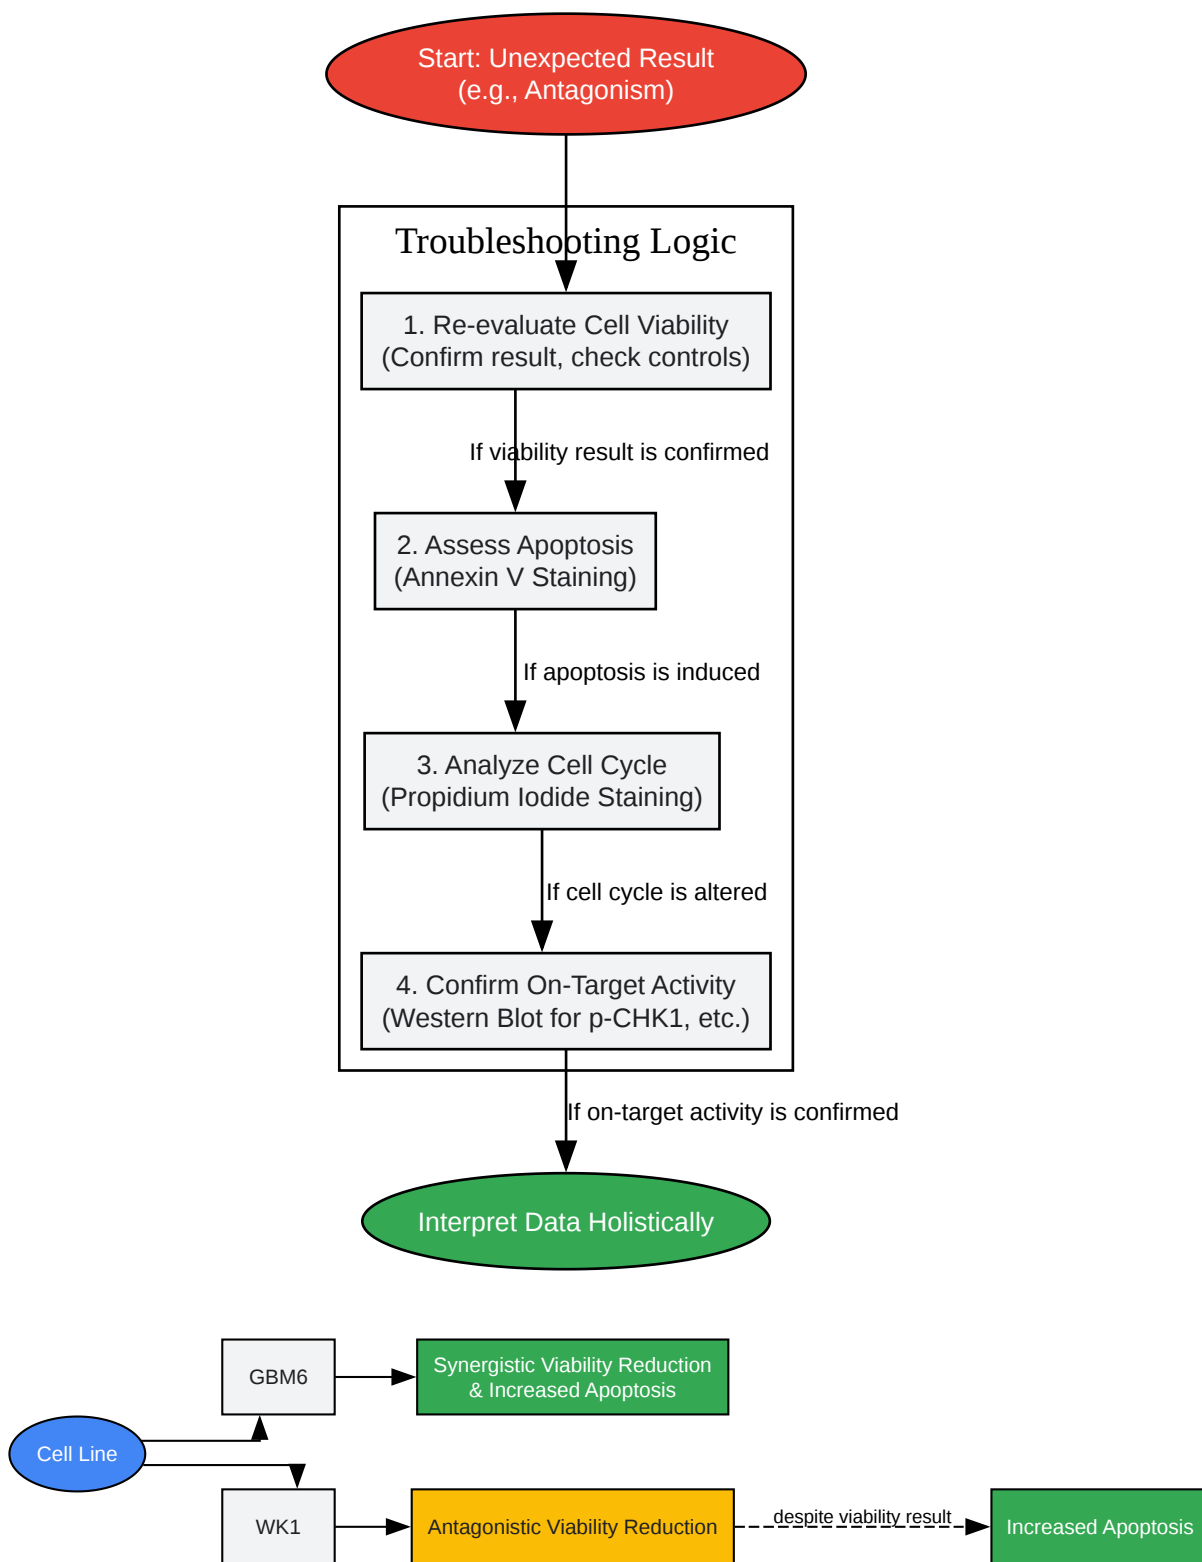 Start: Unexpected Result
(e.g., Antagonism)
Troubleshooting Logic
1. Re-evaluate Cell Viability
(Confirm result, check controls)
If viability result is confirmed
2. Assess Apoptosis
(Annexin V Staining)
If apoptosis is induced
3. Analyze Cell Cycle
(Propidium Iodide Staining)
If cell cycle is altered
4. Confirm On-Target Activity
(Western Blot for p-CHK1, etc.)
If on-target activity is confirmed
Interpret Data Holistically
Cell Line
GBM6
Synergistic Viability Reduction
& Increased Apoptosis
WK1
Antagonistic Viability Reduction
despite viability result
Increased Apoptosis